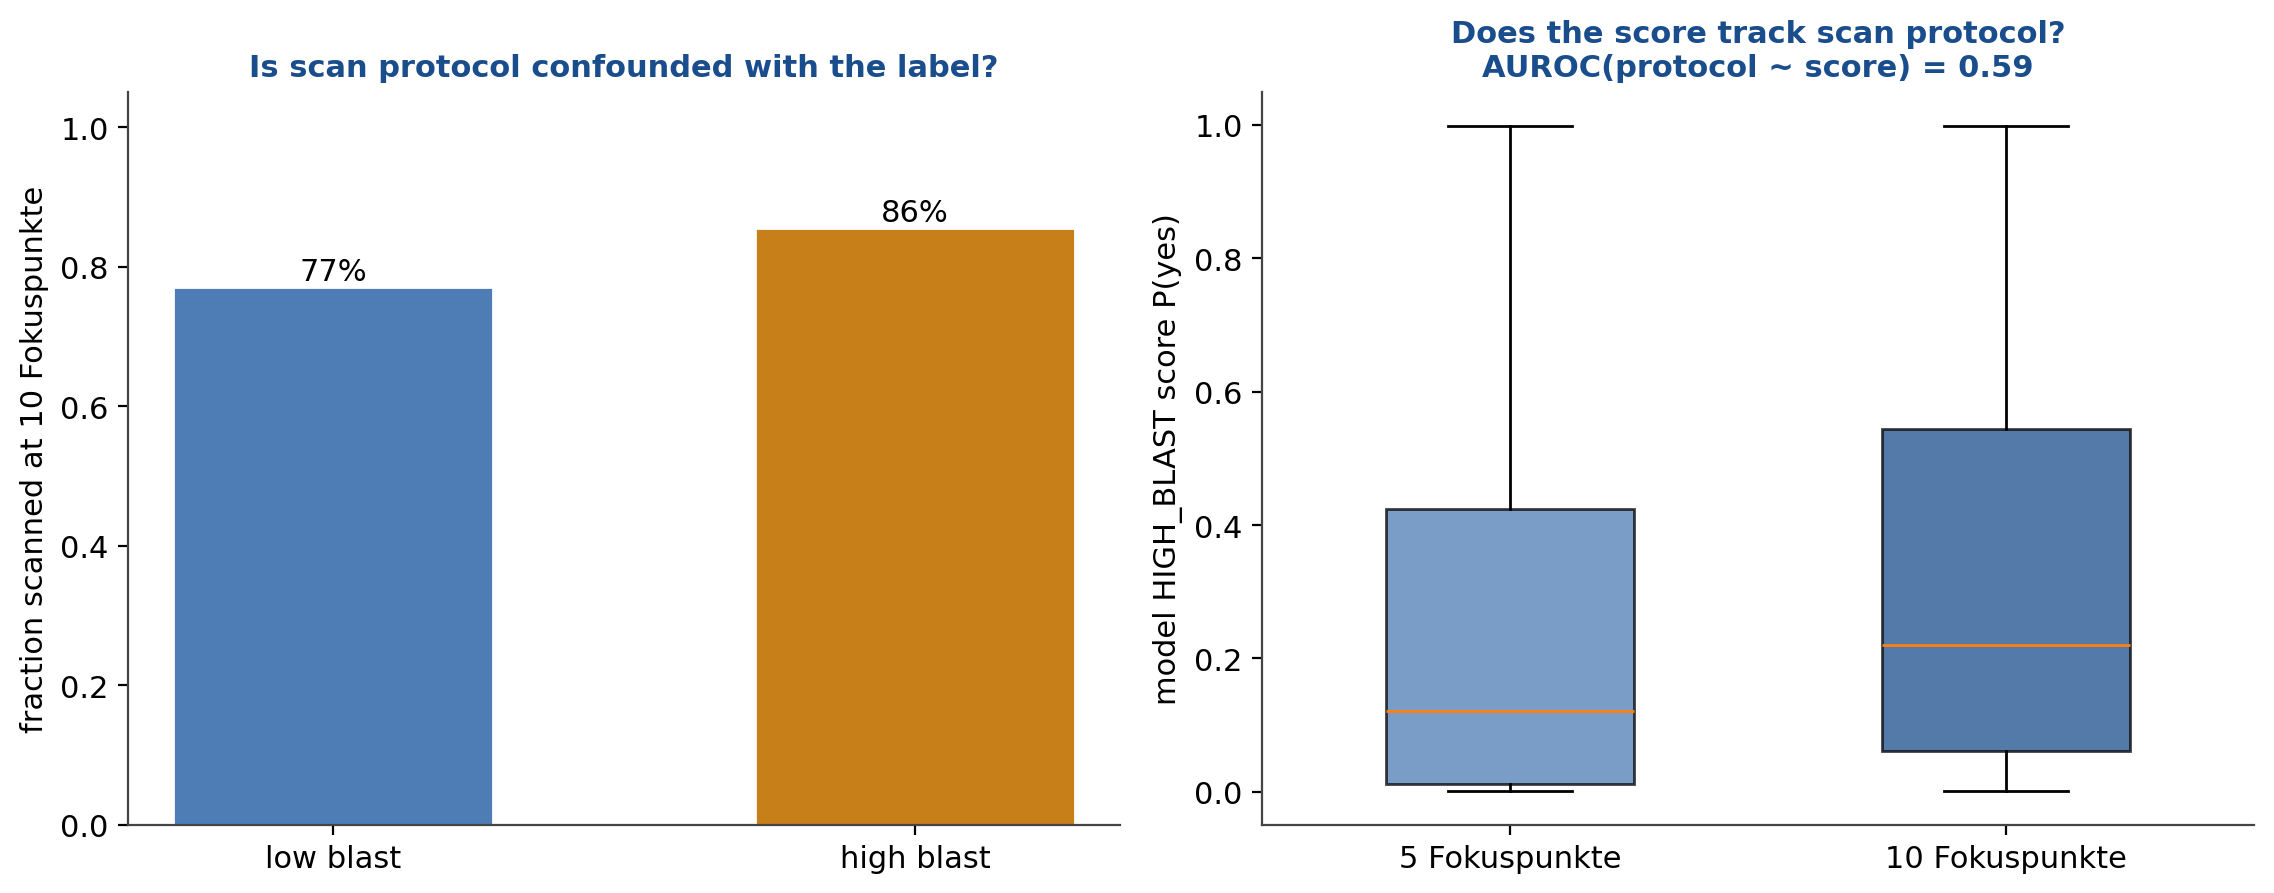 Is scan protocol confounded with the label?
fraction scanned at 10 Fokuspunkte
1.0
0.8
0.6
0.4
0.2
0.0
77%
86%
low blast
high blast
Does the score track scan protocol?
AUROC(protocol ~ score) = 0.59
model HIGH_BLAST score P(yes)
1.0
0.8
0.6
0.4
0.2
0.0
5 Fokuspunkte
10 Fokuspunkte